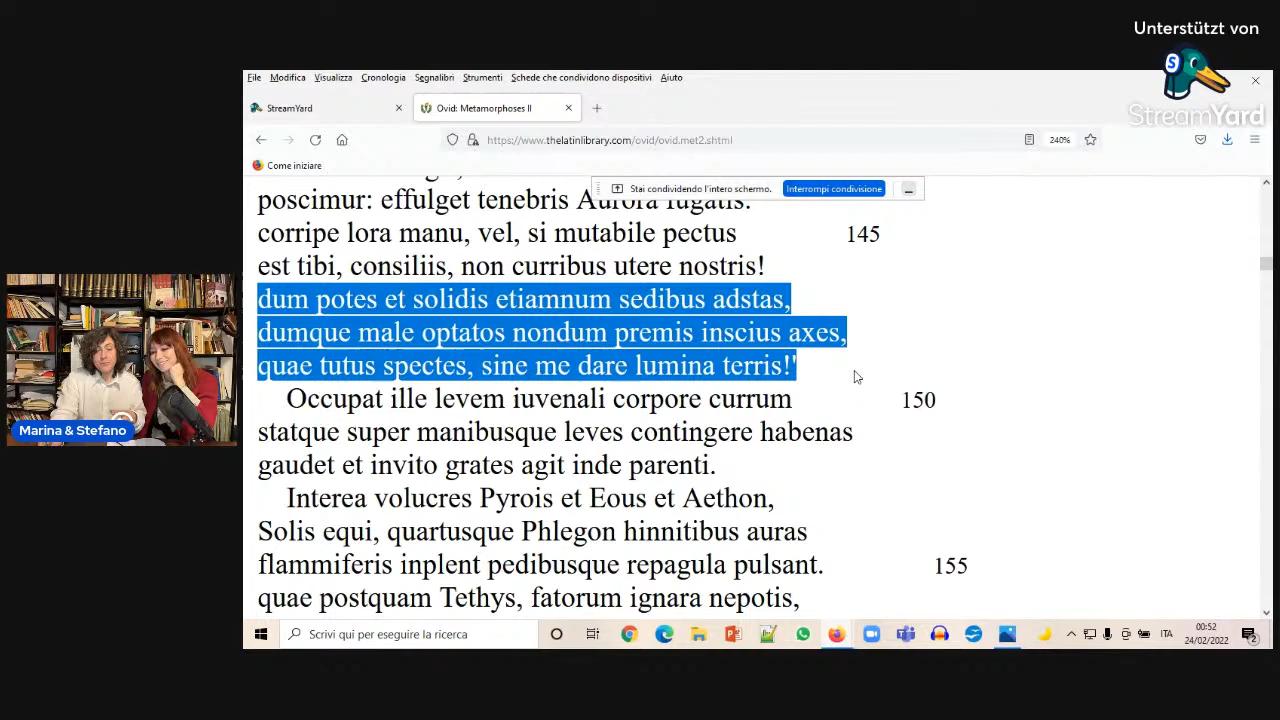 Unterstützt von
StreamYard
File Modifica Visualizza Cronologia Segnalibri Strumenti Schede che condividono dispositivi Aiuto
StreamYard
Ovid: Metamorphoses II
https://www.thelatinlibrary.com/ovid/ovid.met2.shtml
240%
Come iniziare
Stai condividendo l'intero schermo. Interrompi condivisione
poscimur: effulget tenebris Aurora fugatis.
corripe lora manu, vel, si mutabile pectus 145
est tibi, consiliis, non curribus utere nostris!
dum potes et solidis etiamnum sedibus adstas,
dumque male optatos nondum premis inscius axes,
quae tutus spectes, sine me dare lumina terris!'
Occupat ille levem iuvenali corpore currum 150
statque super manibusque leves contingere habenas
gaudet et invito grates agit inde parenti.
Interea volucres Pyrois et Eous et Aethon,
Solis equi, quartusque Phlegon hinnitibus auras
flammiferis inplent pedibusque repagula pulsant. 155
quae postquam Tethys, fatorum ignara nepotis,
Marina & Stefano
Scrivi qui per eseguire la ricerca
ITA
00:52
24/02/2022
2